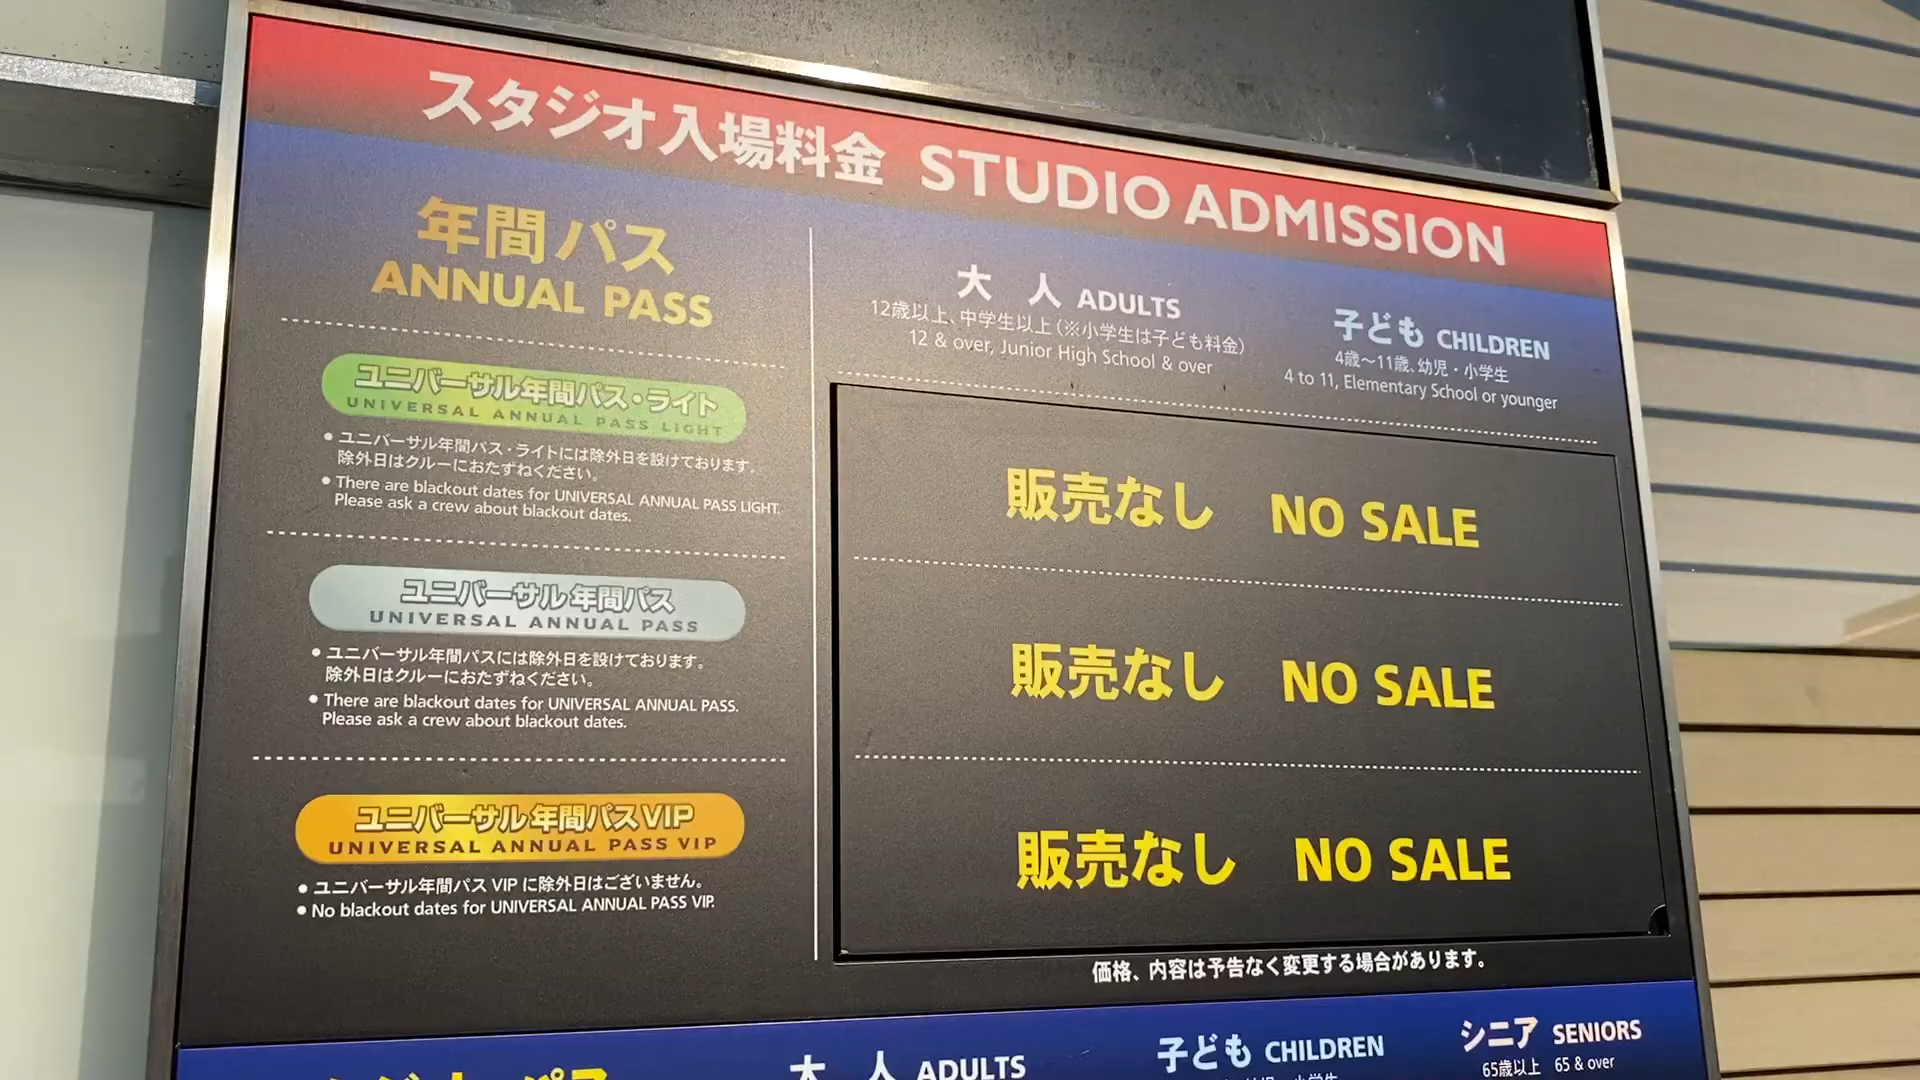 スタジオ入場料金 STUDIO ADMISSION
年間パス
ANNUAL PASS
大 人 ADULTS
12歳以上、中学生以上(※小学生は子ども料金)
12 & over, Junior High School & over
子ども CHILDREN
4歳〜11歳、幼児・小学生
4 to 11, Elementary School or younger
ユニバーサル年間パス・ライト
UNIVERSAL ANNUAL PASS LIGHT
● ユニバーサル年間パス・ライトには除外日を設けております。
除外日はクルーにおたずねください。
● There are blackout dates for UNIVERSAL ANNUAL PASS LIGHT.
Please ask a crew about blackout dates.
販売なし NO SALE
ユニバーサル年間パス
UNIVERSAL ANNUAL PASS
● ユニバーサル年間パスには除外日を設けております。
除外日はクルーにおたずねください。
● There are blackout dates for UNIVERSAL ANNUAL PASS.
Please ask a crew about blackout dates.
販売なし NO SALE
ユニバーサル年間パスVIP
UNIVERSAL ANNUAL PASS VIP
● ユニバーサル年間パス VIP に除外日はございません。
● No blackout dates for UNIVERSAL ANNUAL PASS VIP.
販売なし NO SALE
価格、内容は予告なく変更する場合があります。
大 人 ADULTS
子ども CHILDREN
シニア SENIORS
65歳以上 65 & over